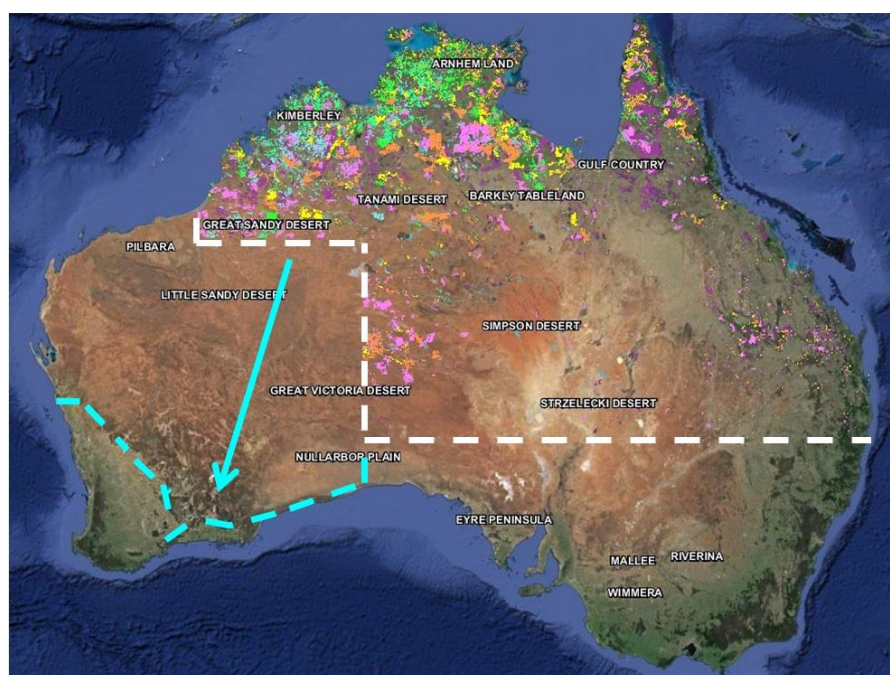 ARNHEM LAND
KIMBERLEY
GULF COUNTRY
TANAMI DESERT
BARKLY TABLELAND
GREAT SANDY DESERT
PILBARA
LITTLE SANDY DESERT
SIMPSON DESERT
GREAT VICTORIA DESERT
STRZELECKI DESERT
NULLARBOR PLAIN
EYRE PENINSULA
MALLEE
RIVERINA
WIMMERA